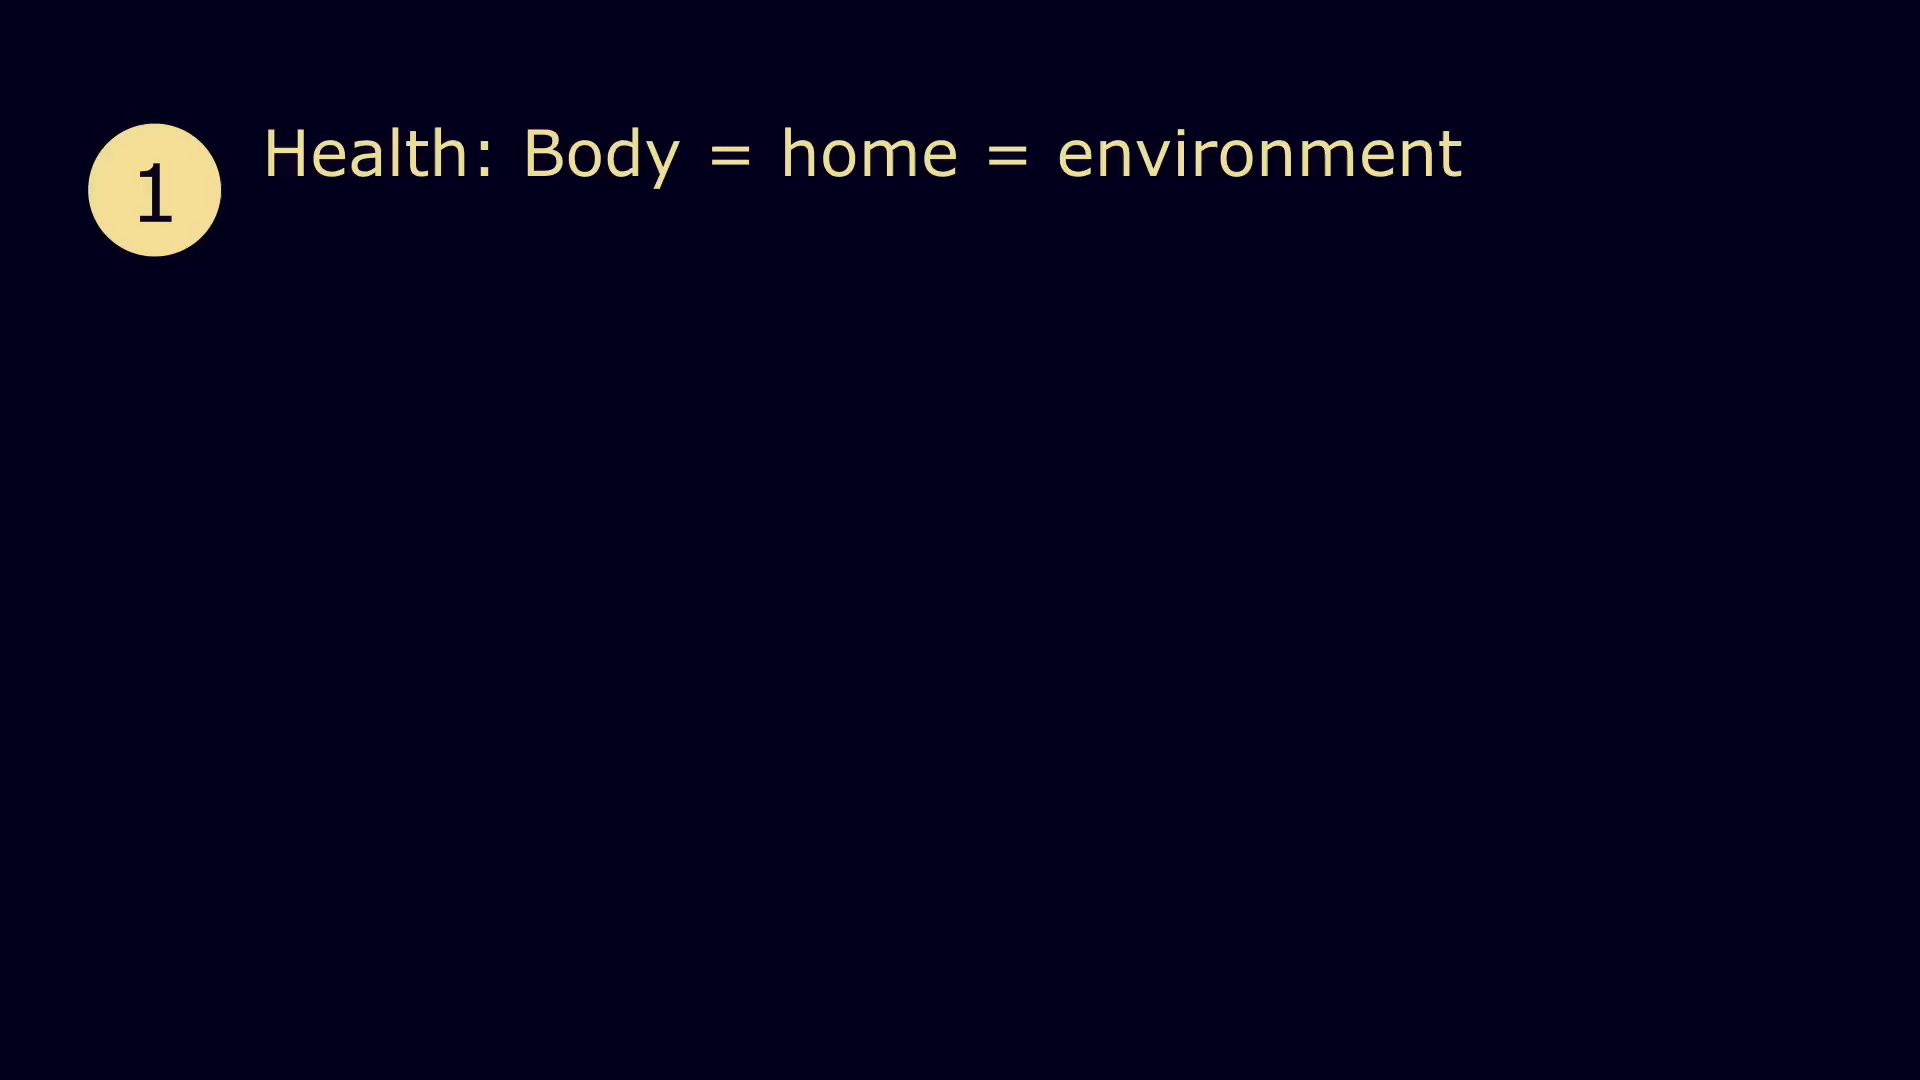 1
Health: Body = home = environment